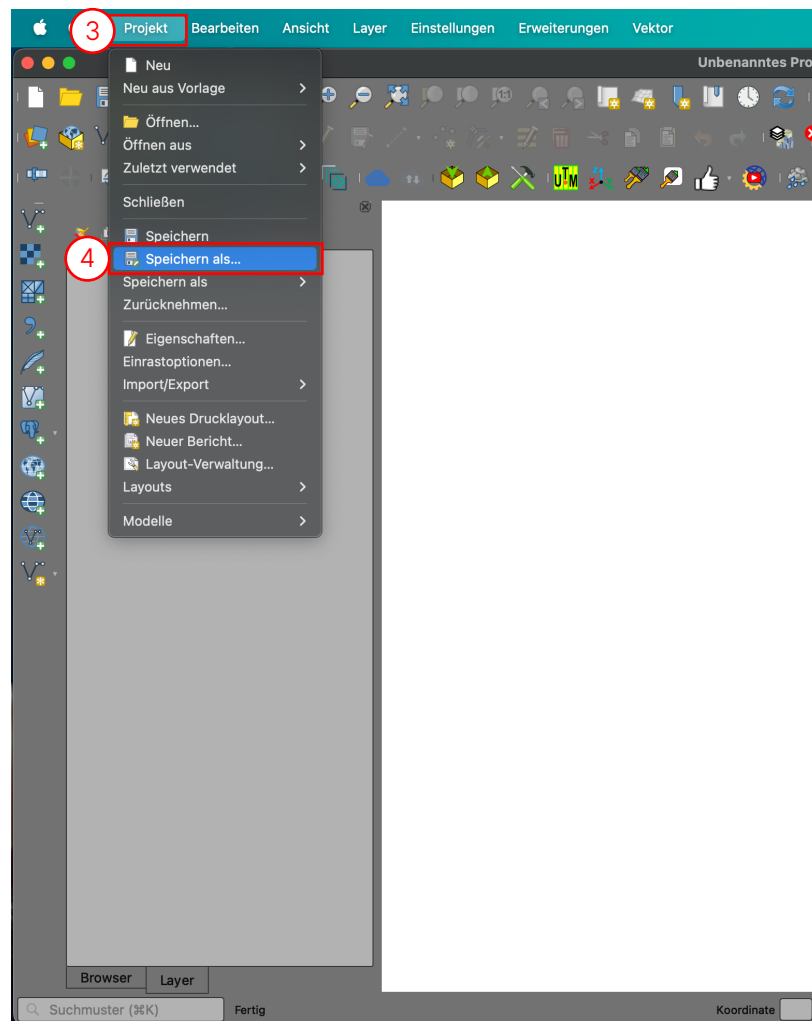 3 Projekt Bearbeiten Ansicht Layer Einstellungen Erweiterungen Vektor
Unbenanntes Pro
Neu
Neu aus Vorlage
Öffnen...
Öffnen aus
Zuletzt verwendet
UTM
Schließen
Speichern
4 Speichern als...
Speichern als
Zurücknehmen...
Eigenschaften...
Einrastoptionen...
Import/Export
Neues Drucklayout...
Neuer Bericht...
Layout-Verwaltung...
Layouts
Modelle
Browser Layer
Suchmuster (⌘K) Fertig Koordinate